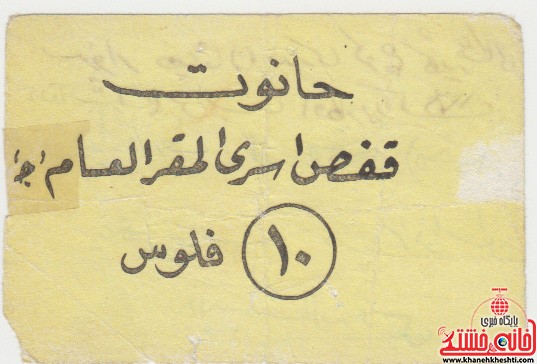 حانوت
قفص اسرى المقر العام /ج/
١٠ فلوس
پایگاه خبری
خانه خشتی
www.khanehkheshti.com